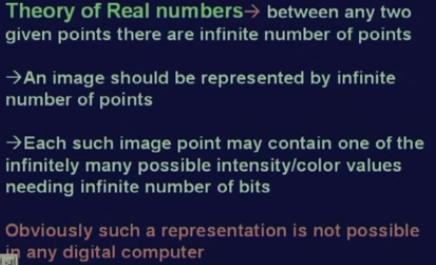 Theory of Real numbers→ between any two
given points there are infinite number of points
→An image should be represented by infinite
number of points
→Each such image point may contain one of the
infinitely many possible intensity/color values
needing infinite number of bits
Obviously such a representation is not possible
in any digital computer